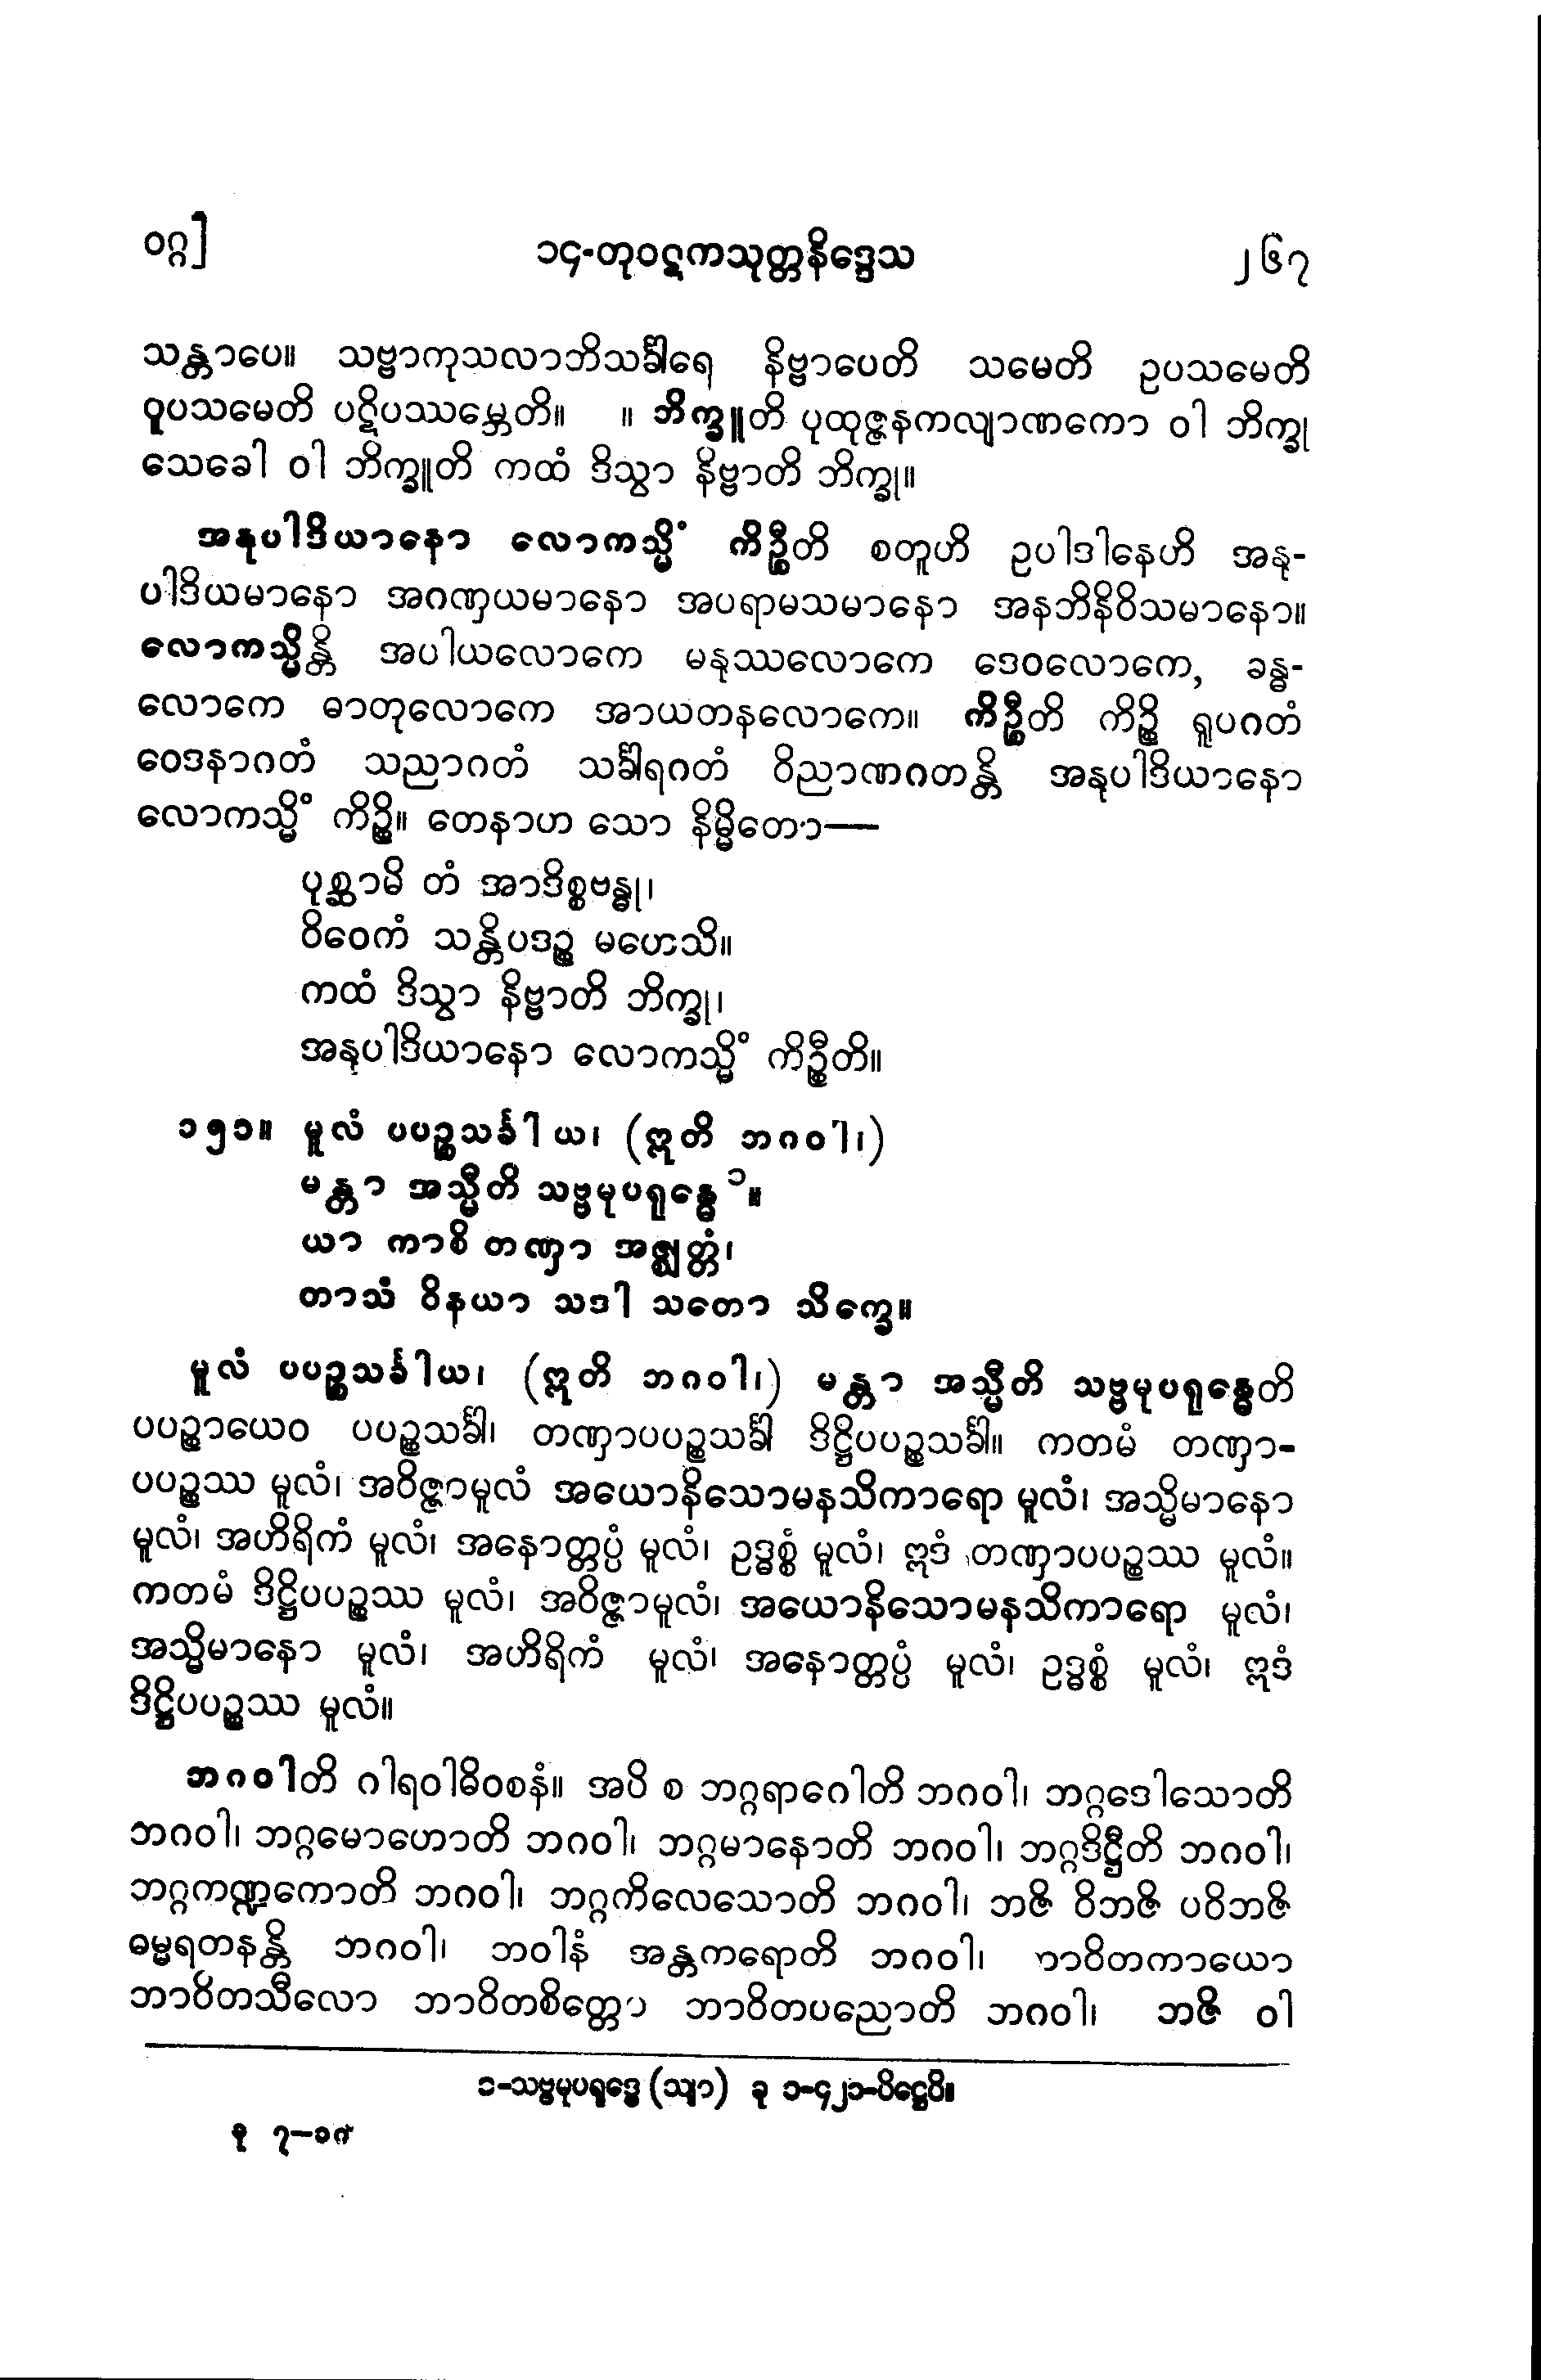 ဝဂ္ဂ]
၁၄-တုဝဋ္ဋကသုတ္တနိဒ္ဒေသ
၂၆၇
သန္တာပေ။ သဗ္ဗာကုသလာဘိသင်္ခါရေ နိဗ္ဗာပေတိ သမေတိ ဥပသမေတိ
ဝူပသမေတိ ပဋိပဿမ္ဘေတိ။ ။ ဘိက္ခူတိ ပုထုဇ္ဇနကလျာဏကော ဝါ ဘိက္ခု
သေခေါ ဝါ ဘိက္ခူတိ ကထံ ဒိသွာ နိဗ္ဗာတိ ဘိက္ခု။
အနုပါဒိယာနော လောကသ္မိံ ကိဉ္စီတိ စတူဟိ ဥပါဒါနေဟိ အနု-
ပါဒိယမာနော အဂဏှယမာနော အပရာမသမာနော အနဘိနိဝိသမာနော။
လောကသ္မိန္တိ အပါယလောကေ မနုဿလောကေ ဒေဝလောကေ, ခန္ဓ-
လောကေ ဓာတုလောကေ အာယတနလောကေ။ ကိဉ္စီတိ ကိဉ္စိ ရူပဂတံ
ဝေဒနာဂတံ သညာဂတံ သင်္ခါရဂတံ ဝိညာဏဂတန္တိ အနုပါဒိယာနော
လောကသ္မိံ ကိဉ္စိ။ တေနာဟ သော နိမ္မိတော—
ပုစ္ဆာမိ တံ အာဒိစ္စဗန္ဓု၊
ဝိဝေကံ သန္တိပဒဉ္စ မဟေသိ။
ကထံ ဒိသွာ နိဗ္ဗာတိ ဘိက္ခု၊
အနုပါဒိယာနော လောကသ္မိံ ကိဉ္စီတိ။
၁၅၁။ မူလံ ပပဉ္စသင်္ခါယ၊ (ဣတိ ဘဂဝါ၊)
မန္တာ အသ္မီတိ သဗ္ဗမုပရုန္ဓေ ၁။
ယာ ကာစိ တဏှာ အဇ္ဈတ္တံ၊
တာသံ ဝိနယာ သဒါ သတော သိက္ခေ။
မူလံ ပပဉ္စသင်္ခါယ၊ (ဣတိ ဘဂဝါ၊) မန္တာ အသ္မီတိ သဗ္ဗမုပရုန္ဓေတိ
ပပဉ္စာယေဝ ပပဉ္စသင်္ခါ၊ တဏှာပပဉ္စသင်္ခါ ဒိဋ္ဌိပပဉ္စသင်္ခါ။ ကတမံ တဏှာ-
ပပဉ္စဿ မူလံ၊ အဝိဇ္ဇာမူလံ အယောနိသောမနသိကာရော မူလံ၊ အသ္မိမာနော
မူလံ၊ အဟိရိကံ မူလံ၊ အနောတ္တပ္ပံ မူလံ၊ ဥဒ္ဓစ္စံ မူလံ၊ ဣဒံ တဏှာပပဉ္စဿ မူလံ။
ကတမံ ဒိဋ္ဌိပပဉ္စဿ မူလံ၊ အဝိဇ္ဇာမူလံ၊ အယောနိသောမနသိကာရော မူလံ၊
အသ္မိမာနော မူလံ၊ အဟိရိကံ မူလံ၊ အနောတ္တပ္ပံ မူလံ၊ ဥဒ္ဓစ္စံ မူလံ၊ ဣဒံ
ဒိဋ္ဌိပပဉ္စဿ မူလံ။
ဘဂဝါတိ ဂါရဝါဓိဝစနံ။ အပိ စ ဘဂ္ဂရာဂေါတိ ဘဂဝါ၊ ဘဂ္ဂဒေါသောတိ
ဘဂဝါ၊ ဘဂ္ဂမောဟောတိ ဘဂဝါ၊ ဘဂ္ဂမာနောတိ ဘဂဝါ၊ ဘဂ္ဂဒိဋ္ဌီတိ ဘဂဝါ၊
ဘဂ္ဂကဏ္ဍကောတိ ဘဂဝါ၊ ဘဂ္ဂကိလေသောတိ ဘဂဝါ၊ ဘဇိ ဝိဘဇိ ပဝိဘဇိ
ဓမ္မရတနန္တိ ဘဂဝါ၊ ဘဝါနံ အန္တကရောတိ ဘဂဝါ၊ ဘာဝိတကာယော
ဘာဝိတသီလော ဘာဝိတစိတ္တော ဘာဝိတပညောတိ ဘဂဝါ၊ ဘဇိ ဝါ
၁-သဗ္ဗမုပရုဒ္ဓေ (သျာ) ခု ၁-၄၂၁-ပိဋ္ဌေပိ။